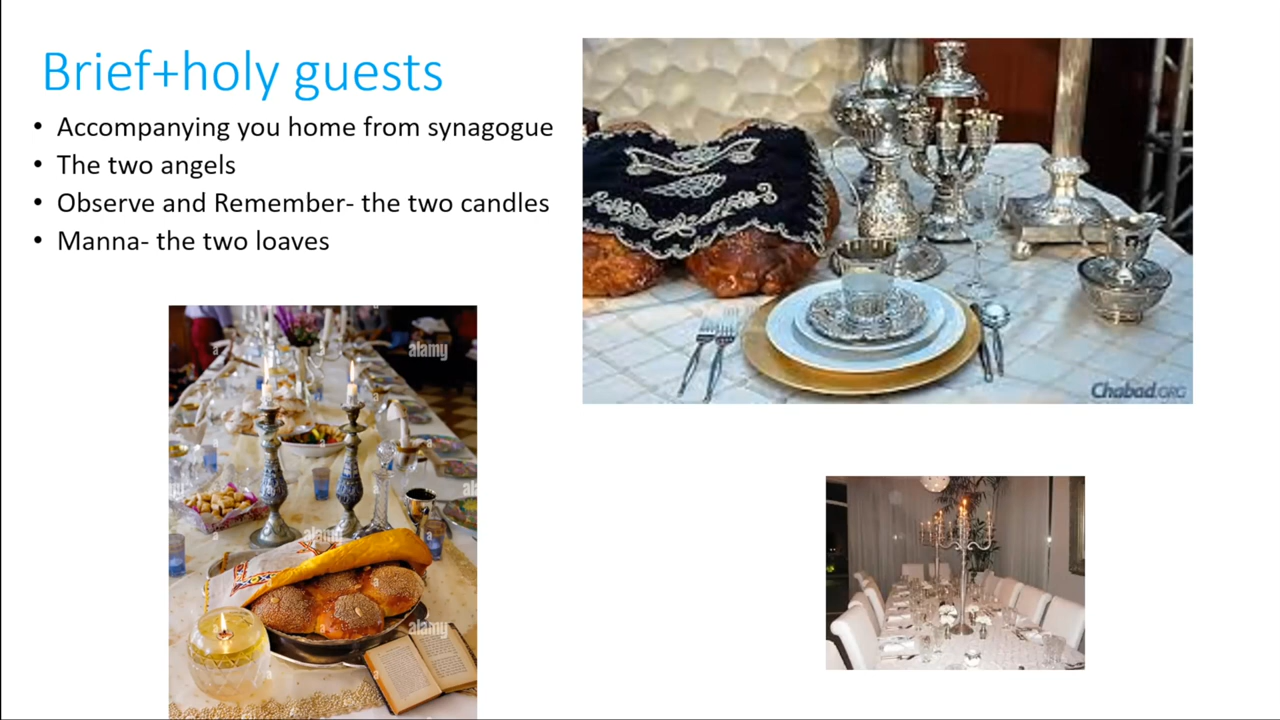 Brief+holy guests
• Accompanying you home from synagogue
• The two angels
• Observe and Remember- the two candles
• Manna- the two loaves
Chabad.ORG
alamy
alamy
alamy